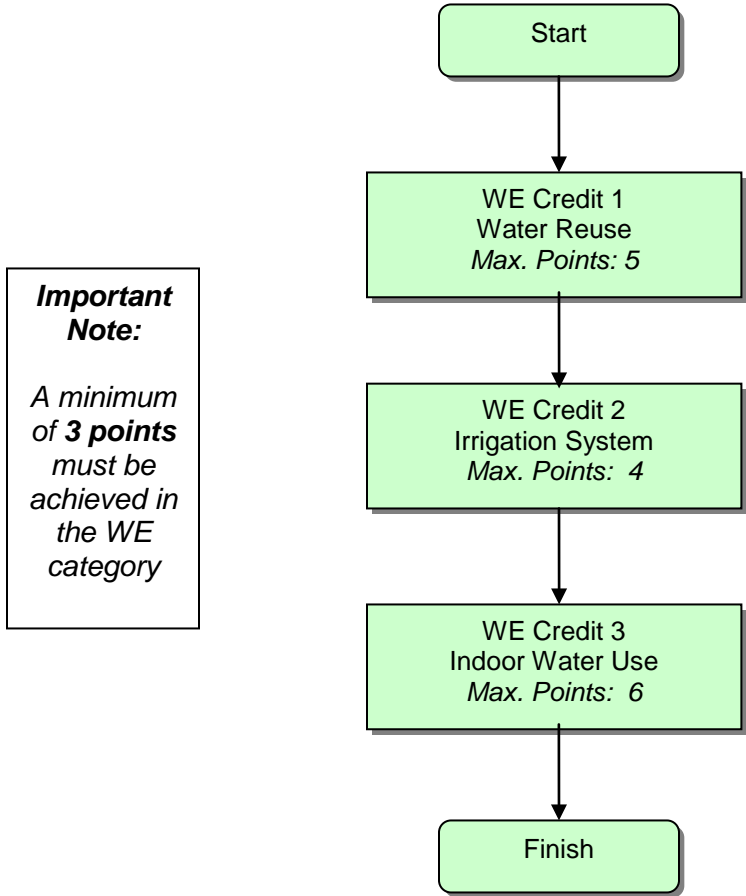 Start
WE Credit 1
Water Reuse
Max. Points: 5
Important
Note:
A minimum
of 3 points
must be
achieved in
the WE
category
WE Credit 2
Irrigation System
Max. Points: 4
WE Credit 3
Indoor Water Use
Max. Points: 6
Finish